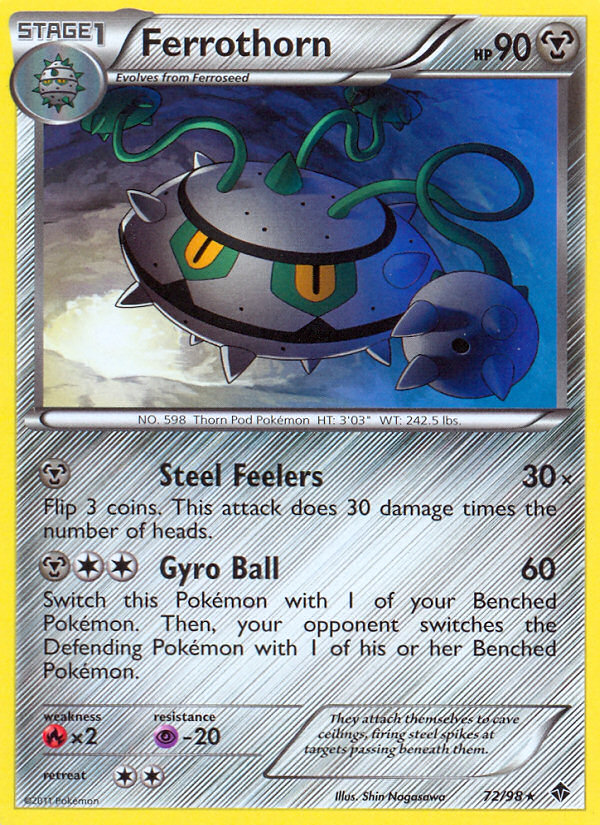 STAGE1
Ferrothorn
HP 90
Evolves from Ferroseed
NO. 598 Thorn Pod Pokémon HT: 3'03" WT: 242.5 lbs.
Steel Feelers 30×
Flip 3 coins. This attack does 30 damage times the
number of heads.
Gyro Ball 60
Switch this Pokémon with 1 of your Benched
Pokémon. Then, your opponent switches the
Defending Pokémon with 1 of his or her Benched
Pokémon.
weakness resistance
×2 -20
They attach themselves to cave
ceilings, firing steel spikes at
targets passing beneath them.
retreat
©2011 Pokémon Illus. Shin Nagasawa 72/98 ★